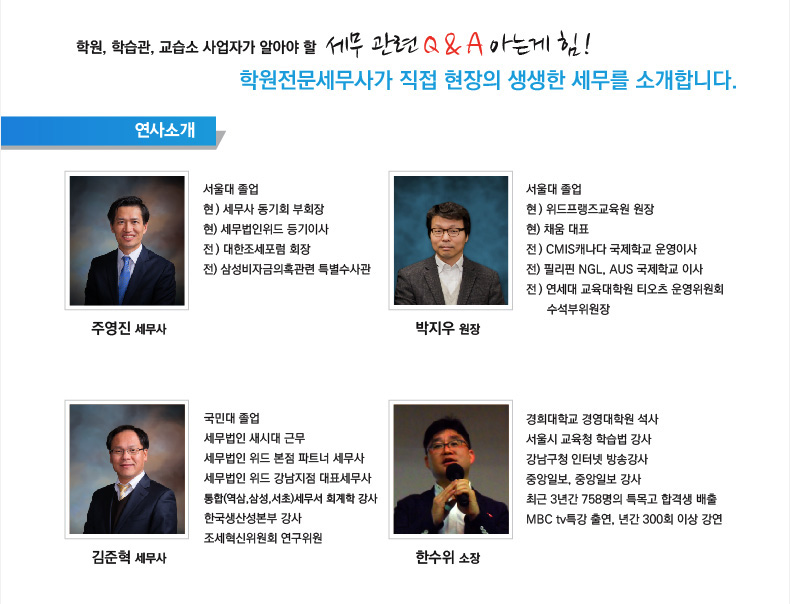 학원, 학습관, 교습소 사업자가 알아야 할 세무 관련 Q & A 아는게 힘!
학원전문세무사가 직접 현장의 생생한 세무를 소개합니다.
연사소개
서울대 졸업
현 ) 세무사 동기회 부회장
현) 세무법인위드 등기이사
전 ) 대한조세포럼 회장
전) 삼성비자금의혹관련 특별수사관
주영진 세무사
서울대 졸업
현 ) 위드프랭즈교육원 원장
현) 채움 대표
전 ) CMIS캐나다 국제학교 운영이사
전) 필리핀 NGL, AUS 국제학교 이사
전 ) 연세대 교육대학원 티오츠 운영위원회
수석부위원장
박지우 원장
국민대 졸업
세무법인 새시대 근무
세무법인 위드 본점 파트너 세무사
세무법인 위드 강남지점 대표세무사
통합(역삼,삼성,서초)세무서 회계학 강사
한국생산성본부 강사
조세혁신위원회 연구위원
김준혁 세무사
경희대학교 경영대학원 석사
서울시 교육청 학습법 강사
강남구청 인터넷 방송강사
중앙일보, 중앙일보 강사
최근 3년간 758명의 특목고 합격생 배출
MBC tv특강 출연, 년간 300회 이상 강연
한수위 소장